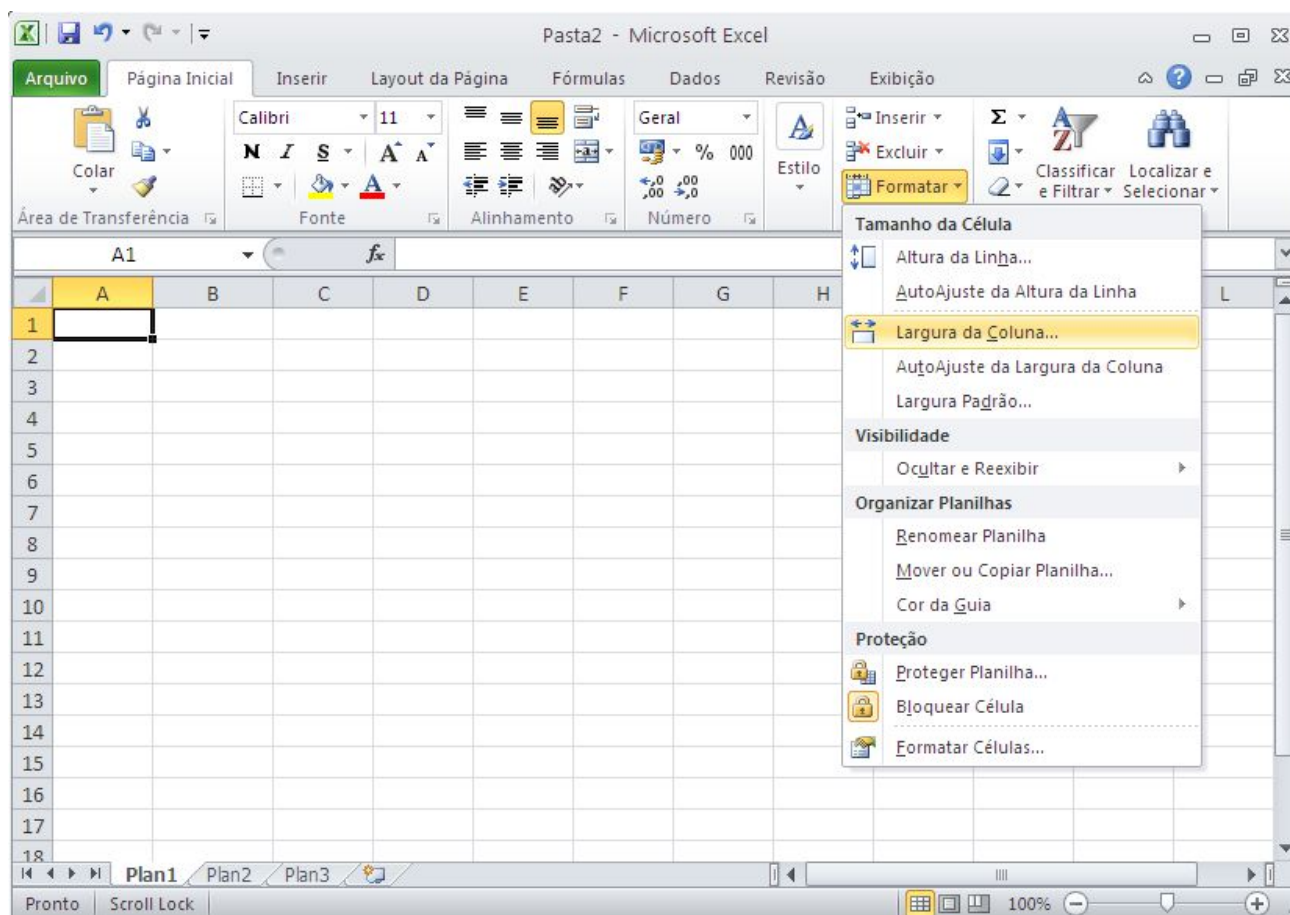 Pasta2 - Microsoft Excel
Arquivo Página Inicial Inserir Layout da Página Fórmulas Dados Revisão Exibição
Colar
Calibri 11
N I S A A
A
Geral
% 000
,0 ,00
,00 ,0
Estilo
Inserir
Excluir
Formatar
Σ
Classificar e Filtrar
Localizar e Selecionar
Área de Transferência Fonte Alinhamento Número
A1 fx
Tamanho da Célula
Altura da Linha...
AutoAjuste da Altura da Linha
Largura da Coluna...
AutoAjuste da Largura da Coluna
Largura Padrão...
Visibilidade
Ocultar e Reexibir
Organizar Planilhas
Renomear Planilha
Mover ou Copiar Planilha...
Cor da Guia
Proteção
Proteger Planilha...
Bloquear Célula
Formatar Células...
A B C D E F G H L
1
2
3
4
5
6
7
8
9
10
11
12
13
14
15
16
17
18
Plan1 Plan2 Plan3
Pronto Scroll Lock 100%